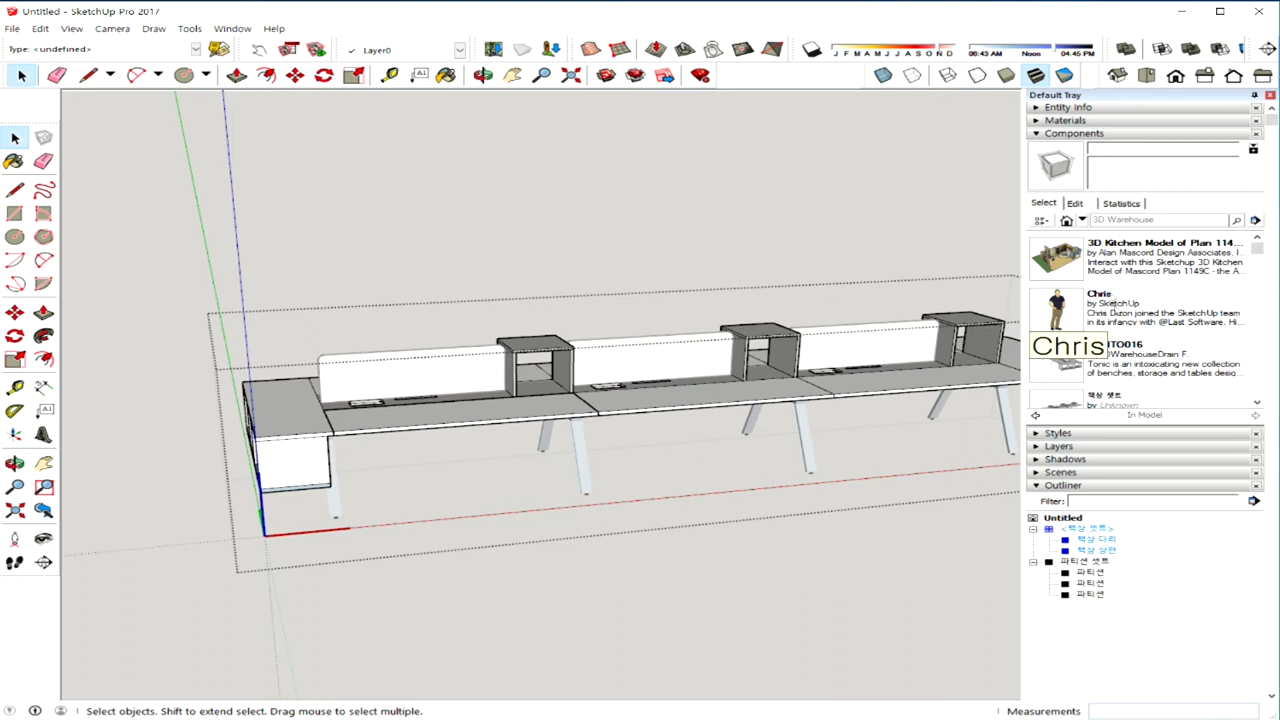 Untitled - SketchUp Pro 2017
File Edit View Camera Draw Tools Window Help
Type: <undefined>
Layer0
J F M A M J J A S O N D
06:43 AM Noon 04:45 PM
Default Tray
Entity Info
Materials
Components
Select Edit Statistics
3D Warehouse
3D Kitchen Model of Plan 114...
by Alan Mascord Design Associates, I...
Interact with this Sketchup 3D Kitchen
Model of Mascord Plan 1149C - the A...
Chris
by SketchUp
Chris Dizon joined the SketchUp team
in its infancy with @Last Software. Hi...
Chris
ITO016
WarehouseDrain F.
Tonic is an intoxicating new collection
of benches, storage and tables desig...
책상 셋트
by Unknown
In Model
Styles
Layers
Shadows
Scenes
Outliner
Filter:
Untitled
<책상 셋트>
책상 다리
책상 상판
파티션 셋트
파티션
파티션
파티션
Select objects. Shift to extend select. Drag mouse to select multiple.
Measurements